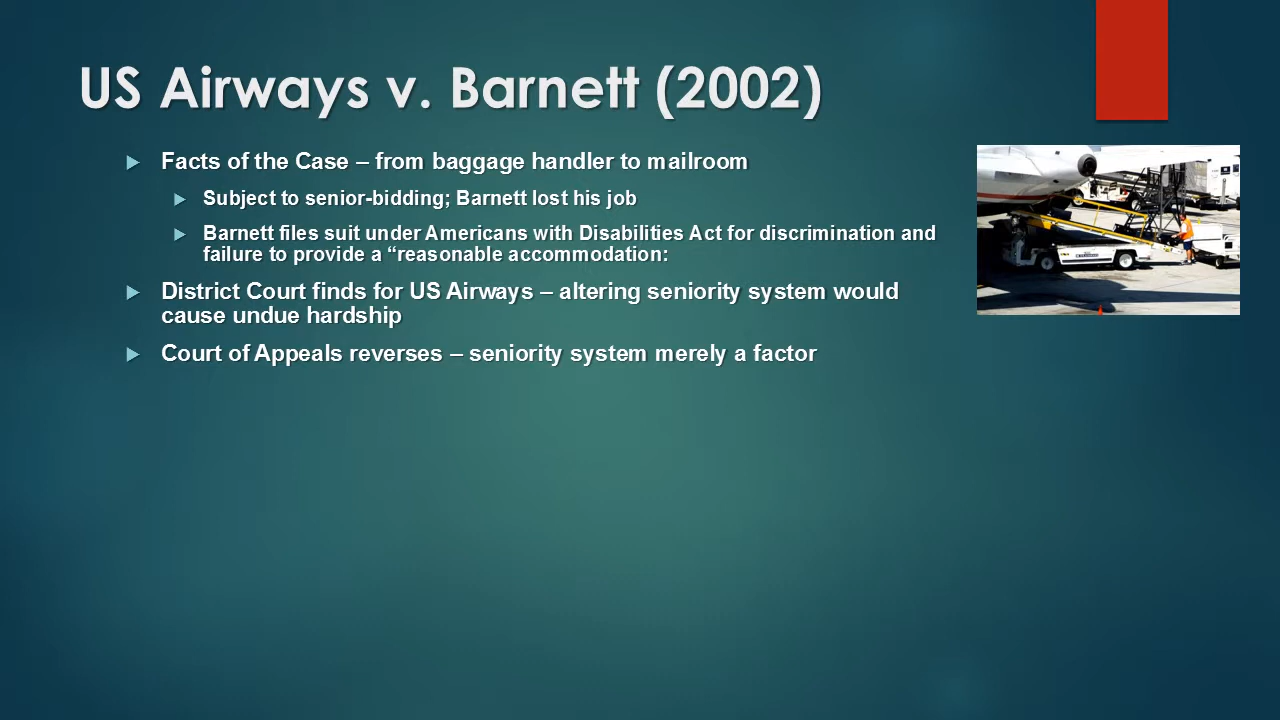 US Airways v. Barnett (2002)
Facts of the Case – from baggage handler to mailroom
Subject to senior-bidding; Barnett lost his job
Barnett files suit under Americans with Disabilities Act for discrimination and
failure to provide a “reasonable accommodation:
District Court finds for US Airways – altering seniority system would
cause undue hardship
Court of Appeals reverses – seniority system merely a factor